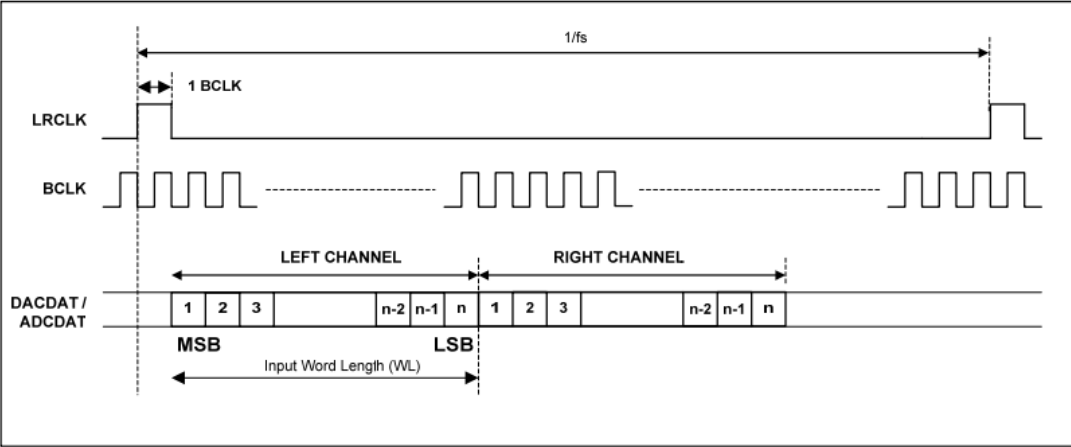 1/fs
1 BCLK
LRCLK
BCLK
LEFT CHANNEL RIGHT CHANNEL
DACDAT /
ADCDAT
1 2 3 n-2 n-1 n 1 2 3 n-2 n-1 n
MSB LSB
Input Word Length (WL)